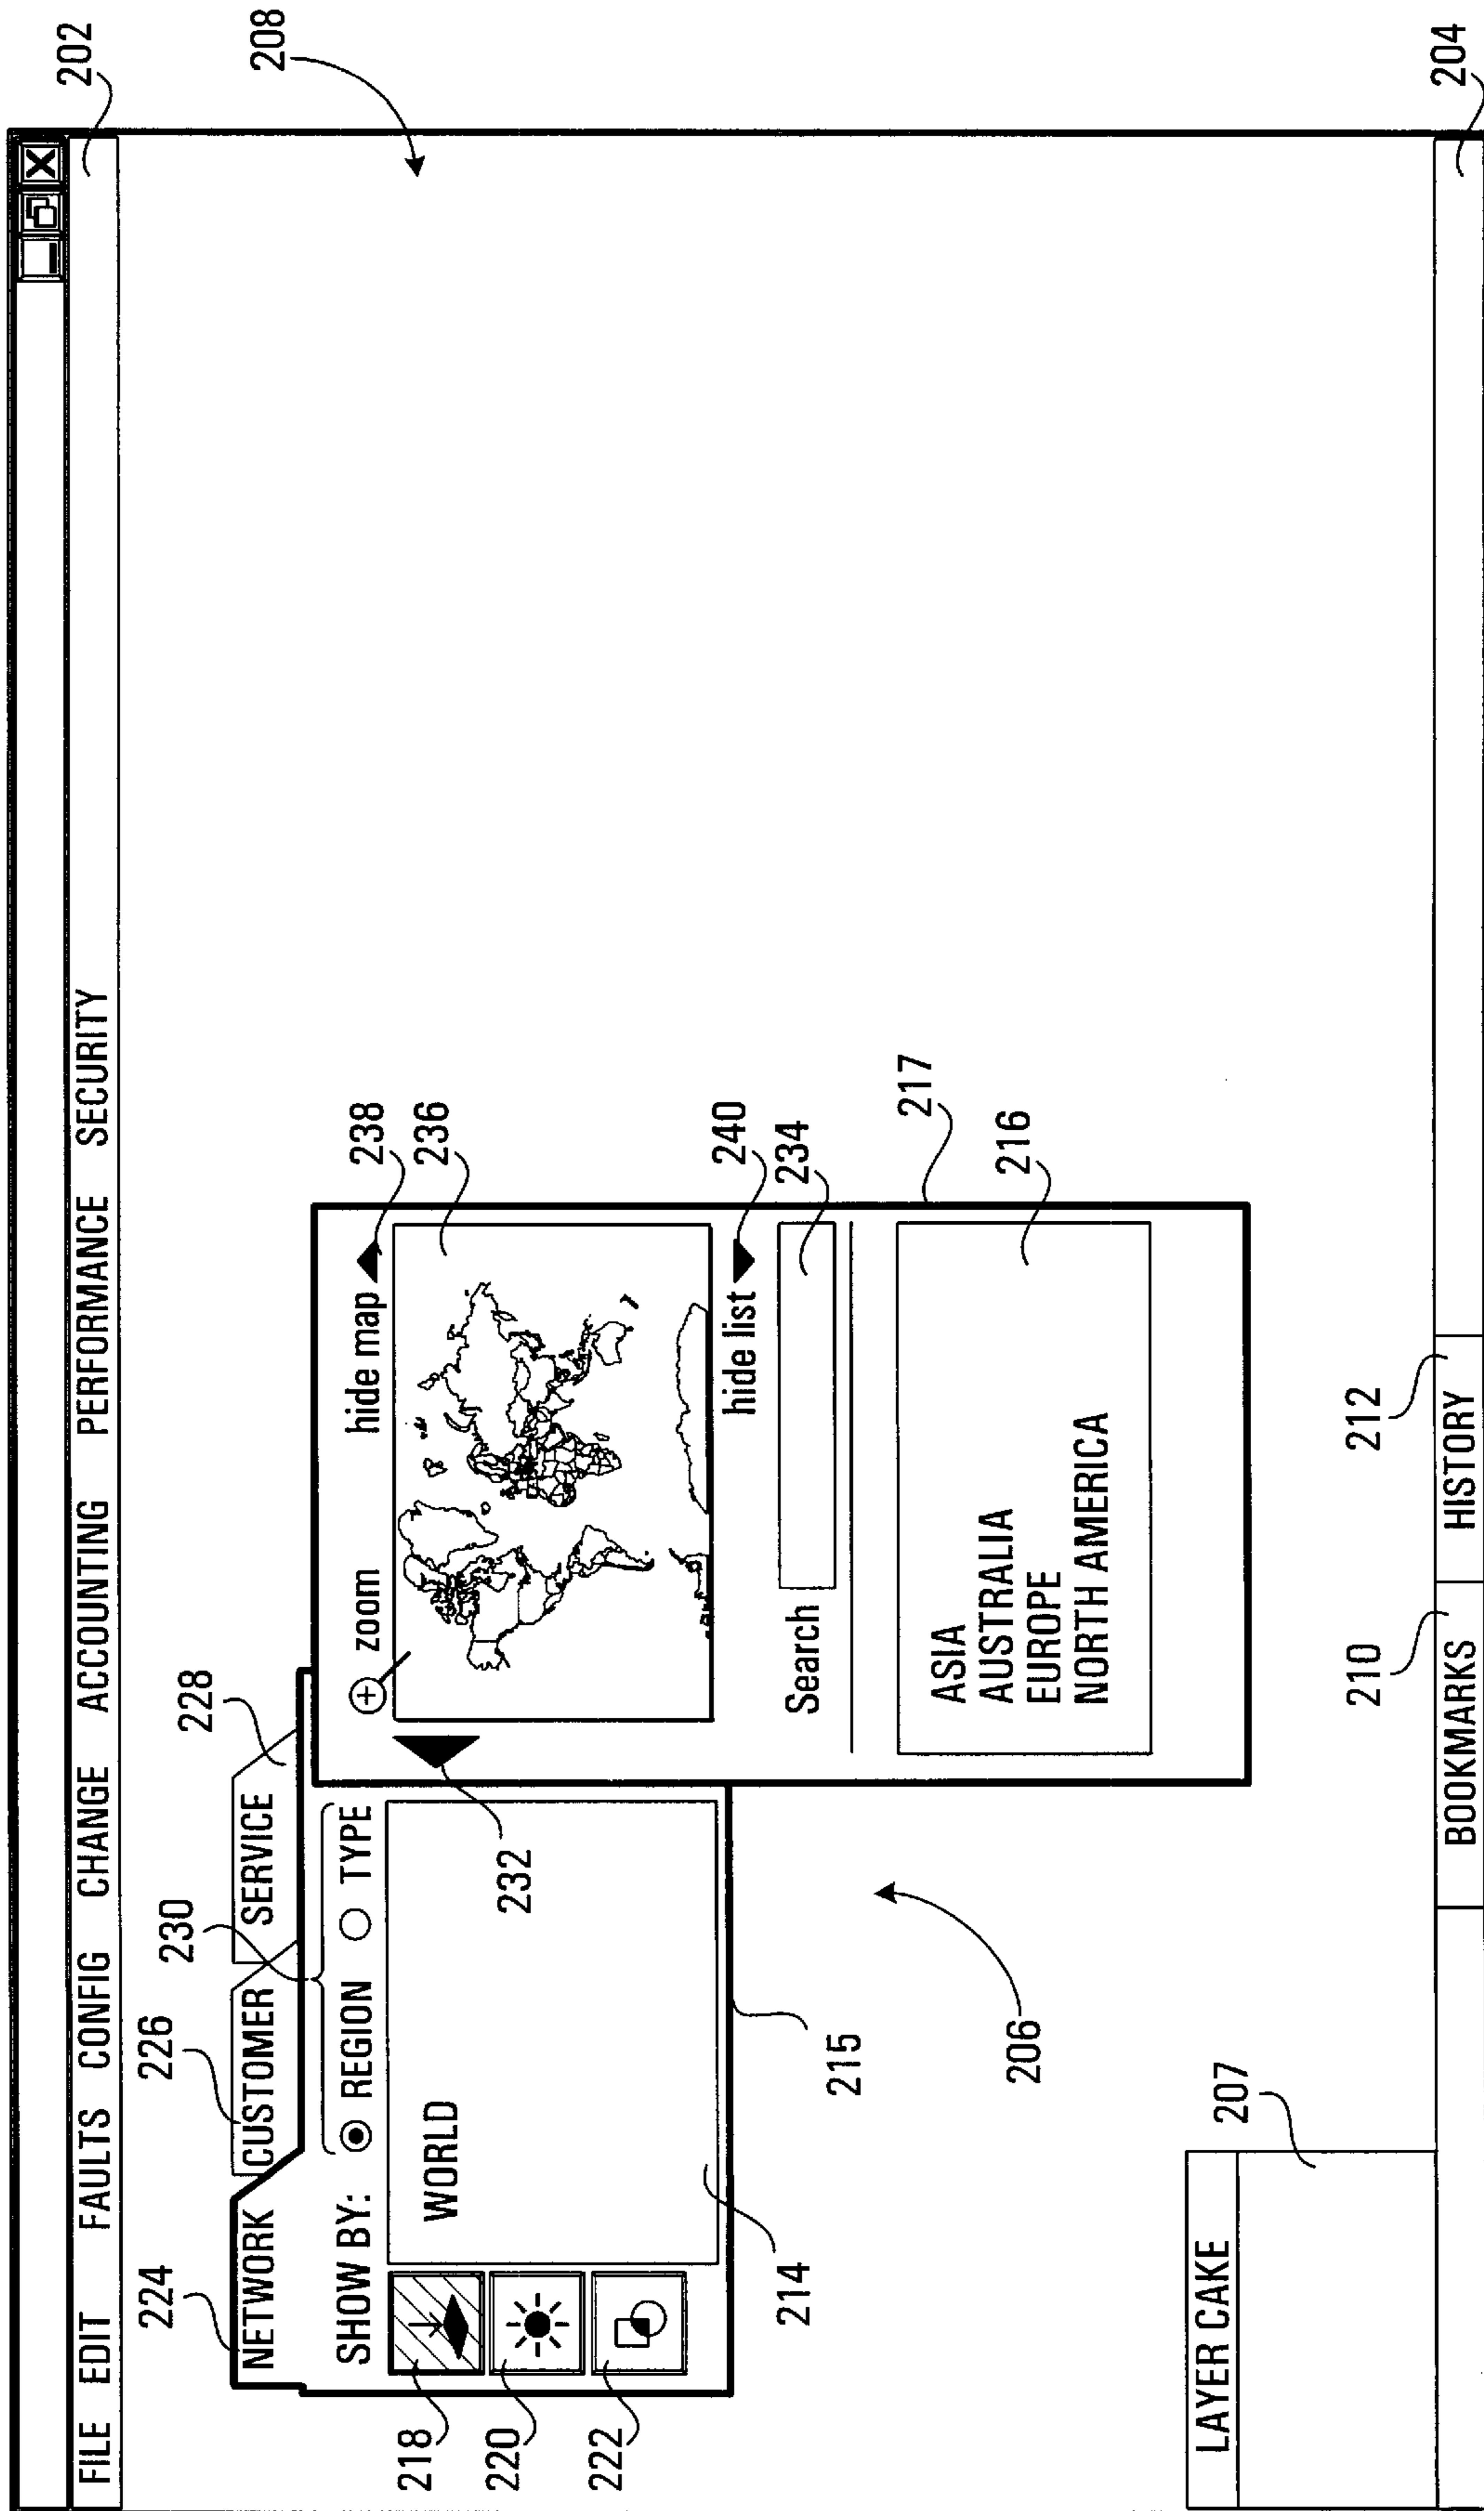 202
208
FILE EDIT FAULTS CONFIG CHANGE ACCOUNTING PERFORMANCE SECURITY
224
226
230
228
NETWORK
CUSTOMER
SERVICE
SHOW BY:
REGION
TYPE
zoom
hide map
238
236
218
220
222
WORLD
232
hide list
240
234
Search
214
215
217
ASIA
AUSTRALIA
EUROPE
NORTH AMERICA
216
206
207
LAYER CAKE
210
212
BOOKMARKS
HISTORY
204